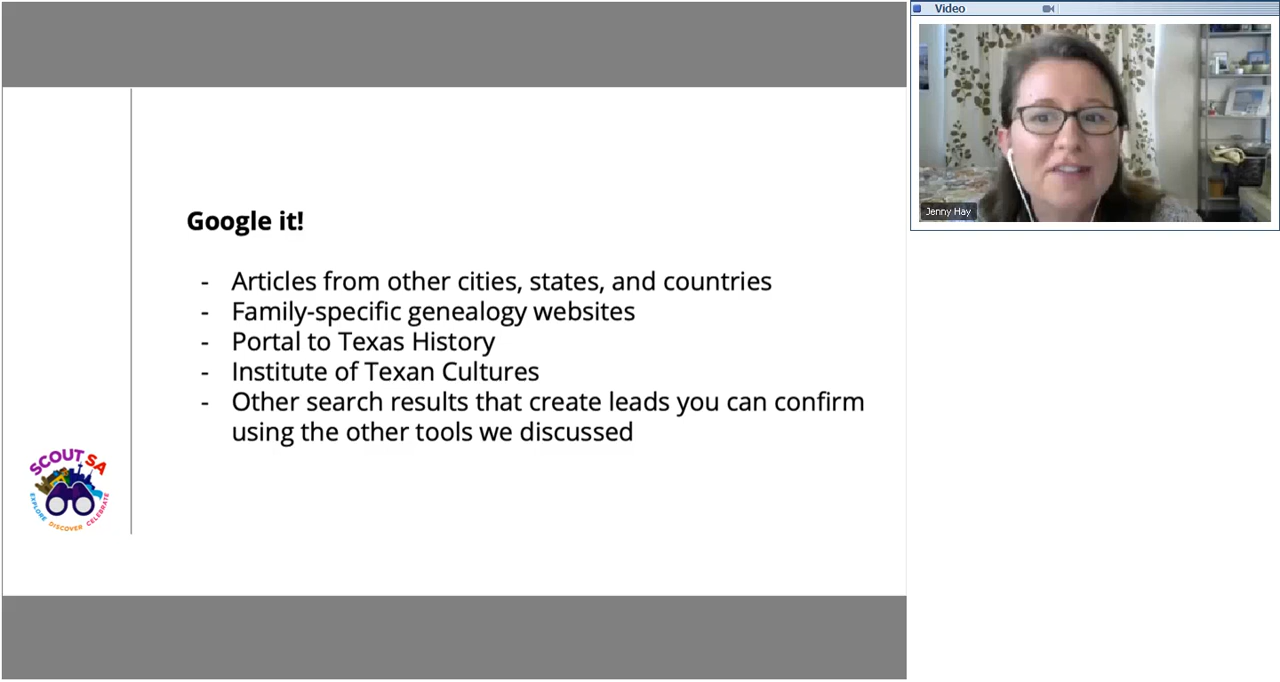 Video
Jenny Hay
Google it!
- Articles from other cities, states, and countries
- Family-specific genealogy websites
- Portal to Texas History
- Institute of Texan Cultures
- Other search results that create leads you can confirm
using the other tools we discussed
SCOUT SA
EXPLORE DISCOVER CELEBRATE